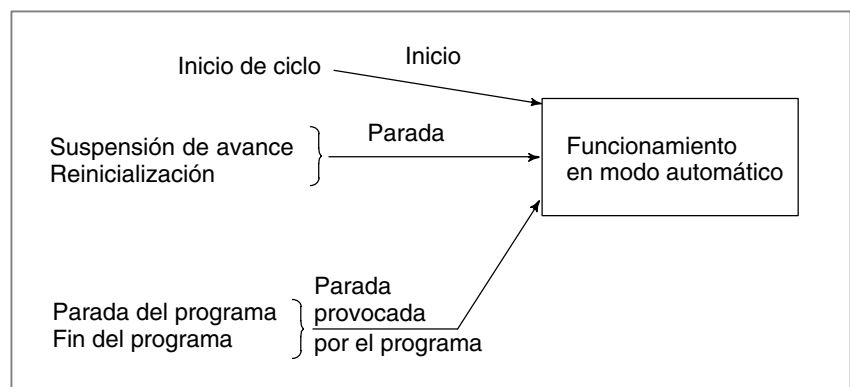 Inicio de ciclo
Inicio
Suspensión de avance
Reinicialización
Parada
Funcionamiento
en modo automático
Parada del programa
Fin del programa
Parada
provocada
por el programa